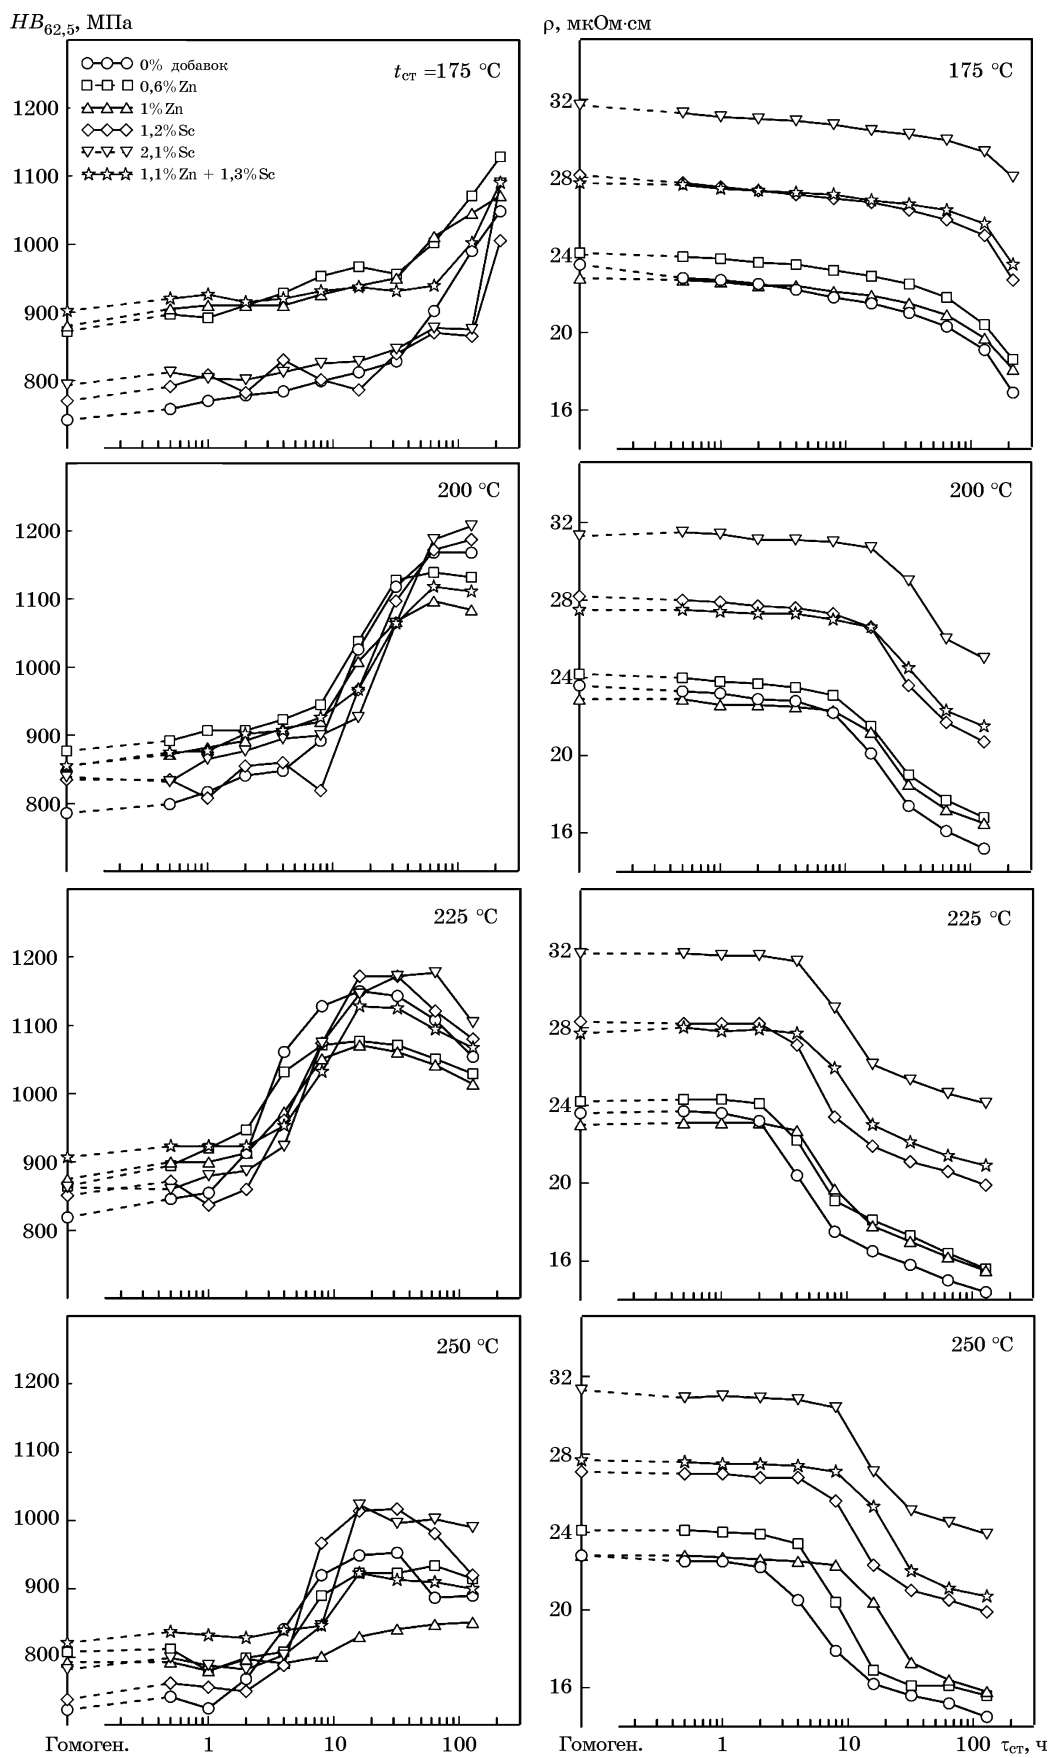 HB62,5, МПа
ρ, мкОм·см
0% добавок
0,6% Zn
1% Zn
1,2% Sc
2,1% Sc
1,1% Zn + 1,3% Sc
tст =175 °C
1200
1100
1000
900
800
175 °C
32
28
24
20
16
200 °C
1200
1100
1000
900
800
200 °C
32
28
24
20
16
225 °C
1200
1100
1000
900
800
225 °C
32
28
24
20
16
250 °C
1200
1100
1000
900
800
Гомоген. 1 10 100
250 °C
32
28
24
20
16
Гомоген. 1 10 100 τст, ч